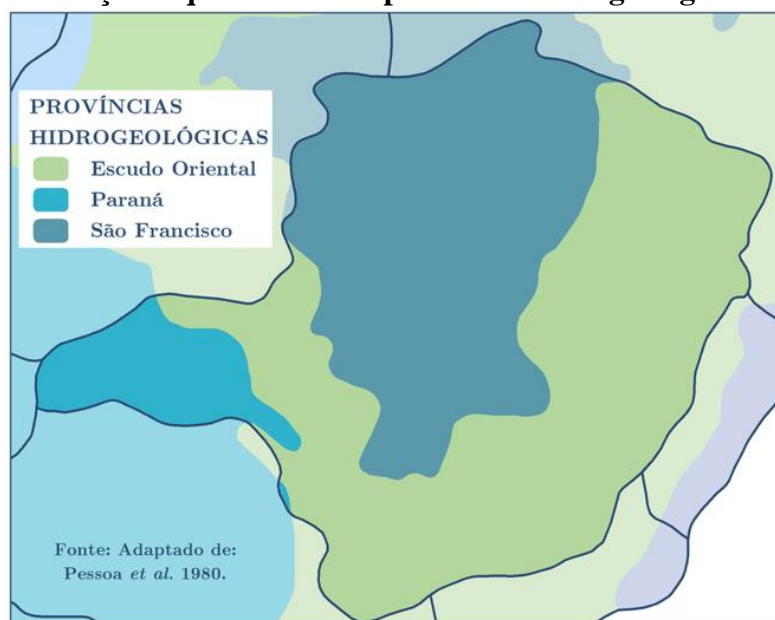 PROVÍNCIAS
HIDROGEOLÓGICAS
Escudo Oriental
Paraná
São Francisco
Fonte: Adaptado de:
Pessoa et al. 1980.